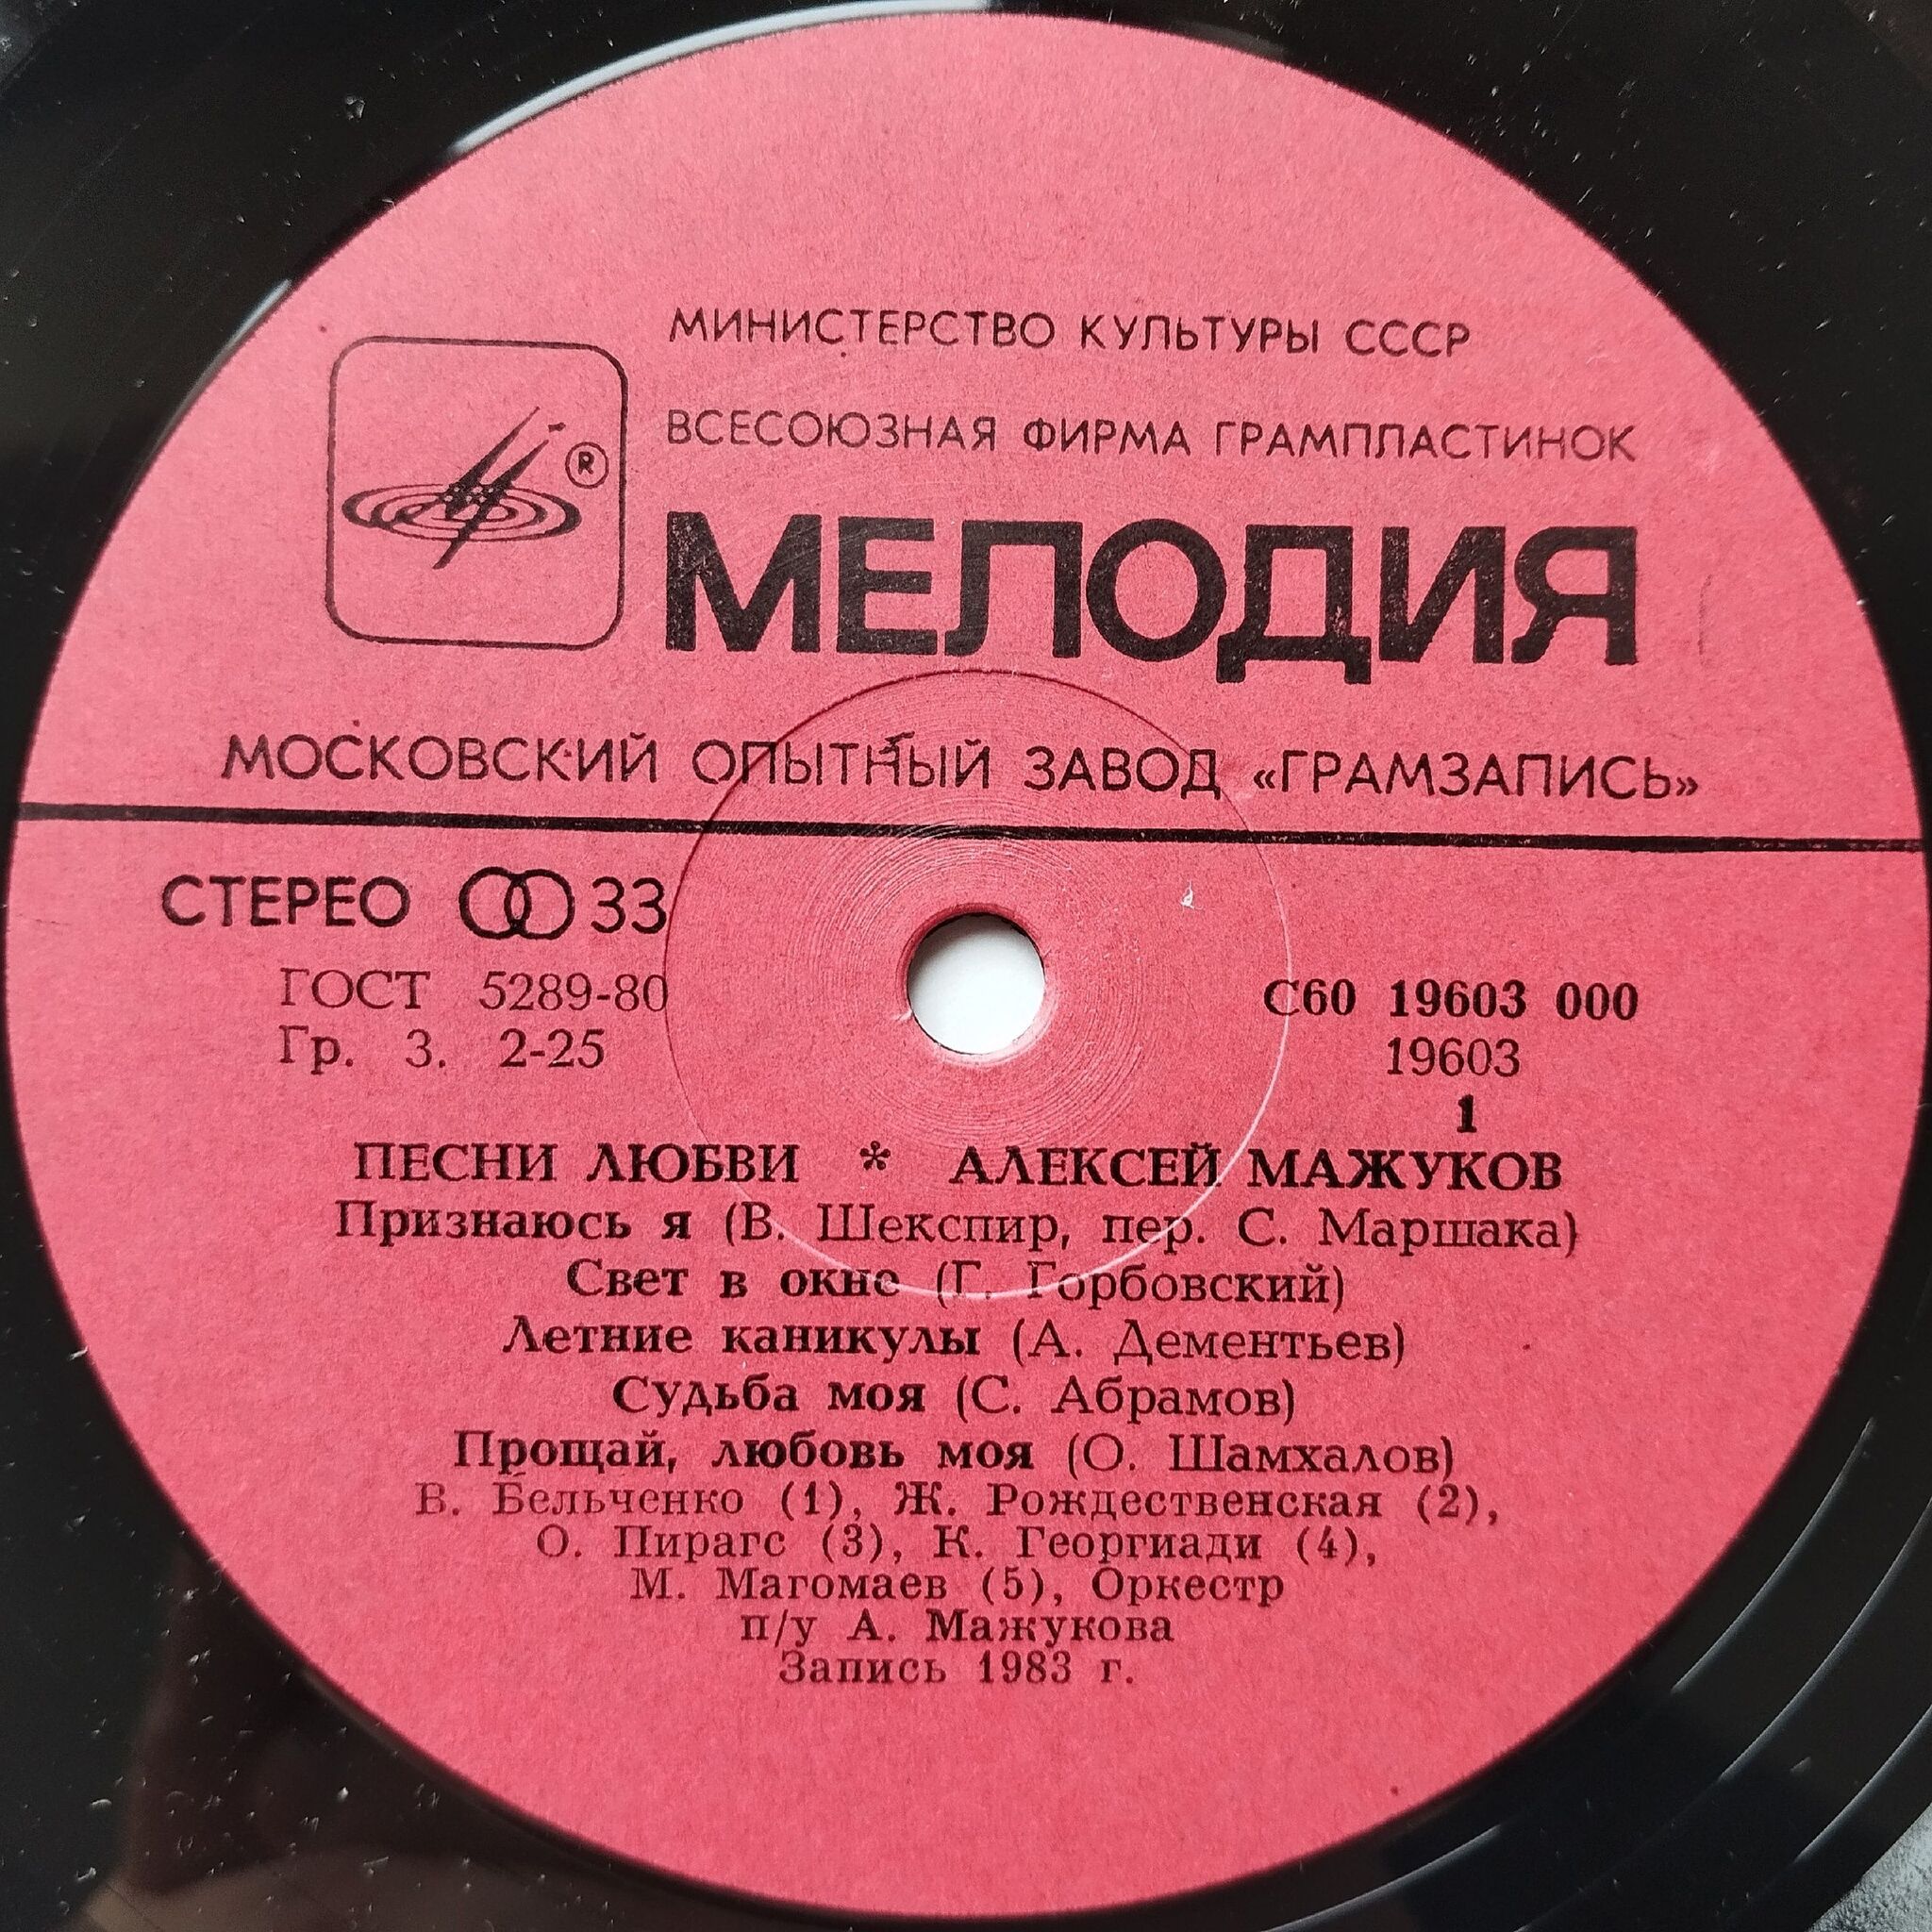 МИНИСТЕРСТВО КУЛЬТУРЫ СССР
ВСЕСОЮЗНАЯ ФИРМА ГРАМПЛАСТИНОК
®
МЕЛОДИЯ
МОСКОВСКИЙ ОПЫТНЫЙ ЗАВОД «ГРАМЗАПИСЬ»
СТЕРЕО 33
ГОСТ 5289-80
С60 19603 000
Гр. 3. 2-25
19603
1
ПЕСНИ ЛЮБВИ * АЛЕКСЕЙ МАЖУКОВ
Признаюсь я (В. Шекспир, пер. С. Маршака)
Свет в окне (Г. Горбовский)
Летние каникулы (А. Дементьев)
Судьба моя (С. Абрамов)
Прощай, любовь моя (О. Шамхалов)
В. Бельченко (1), Ж. Рождественская (2),
О. Пирагс (3), К. Георгиади (4),
М. Магомаев (5), Оркестр
п/у А. Мажукова
Запись 1983 г.